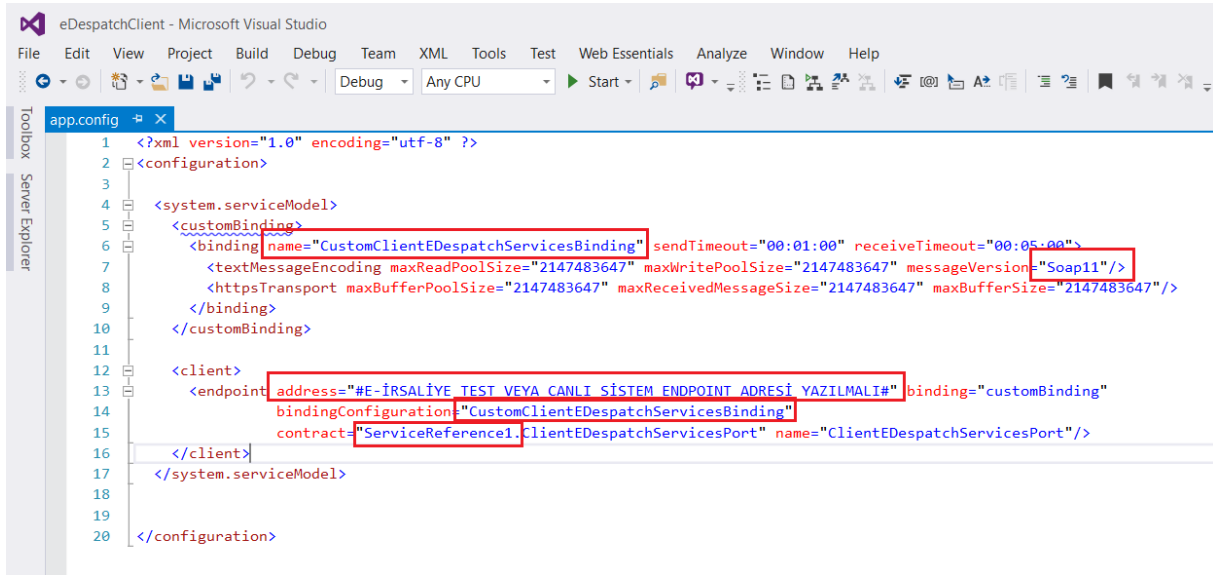 eDespatchClient - Microsoft Visual Studio
File Edit View Project Build Debug Team XML Tools Test Web Essentials Analyze Window Help
Debug Any CPU Start
Toolbox
Server Explorer
app.config
1 <?xml version="1.0" encoding="utf-8" ?>
2 <configuration>
3
4 <system.serviceModel>
5 <customBinding>
6 <binding name="CustomClientEDespatchServicesBinding" sendTimeout="00:01:00" receiveTimeout="00:05:00">
7 <textMessageEncoding maxReadPoolSize="2147483647" maxWritePoolSize="2147483647" messageVersion="Soap11"/>
8 <httpsTransport maxBufferPoolSize="2147483647" maxReceivedMessageSize="2147483647" maxBufferSize="2147483647"/>
9 </binding>
10 </customBinding>
11
12 <client>
13 <endpoint address="#E-İRSALİYE TEST VEYA CANLI SİSTEM ENDPOINT ADRESİ YAZILMALI#" binding="customBinding"
14 bindingConfiguration="CustomClientEDespatchServicesBinding"
15 contract="ServiceReference1.ClientEDespatchServicesPort" name="ClientEDespatchServicesPort"/>
16 </client>
17 </system.serviceModel>
18
19
20 </configuration>